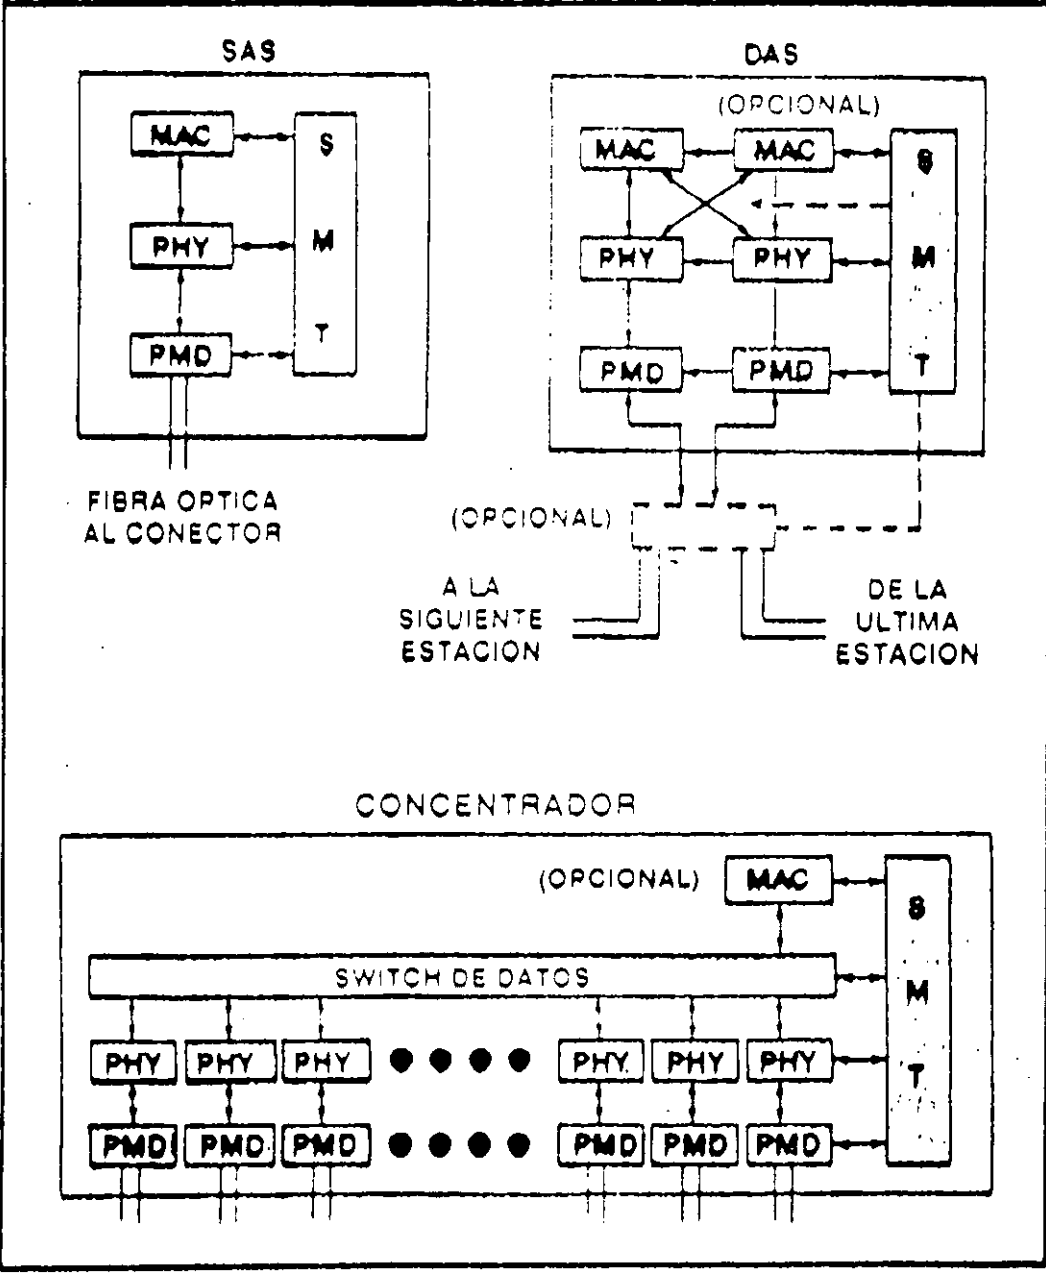 SAS
MAC
PHY
PMD
S
M
T
FIBRA OPTICA
AL CONECTOR
DAS
(OPCIONAL)
MAC MAC
PHY PHY
PMD PMD
S
M
T
(OPCIONAL)
A LA
SIGUIENTE
ESTACION
DE LA
ULTIMA
ESTACION
CONCENTRADOR
(OPCIONAL) MAC
SWITCH DE DATOS
PHY PHY PHY PHY PHY PHY
PMD PMD PMD PMD PMD PMD
S
M
T